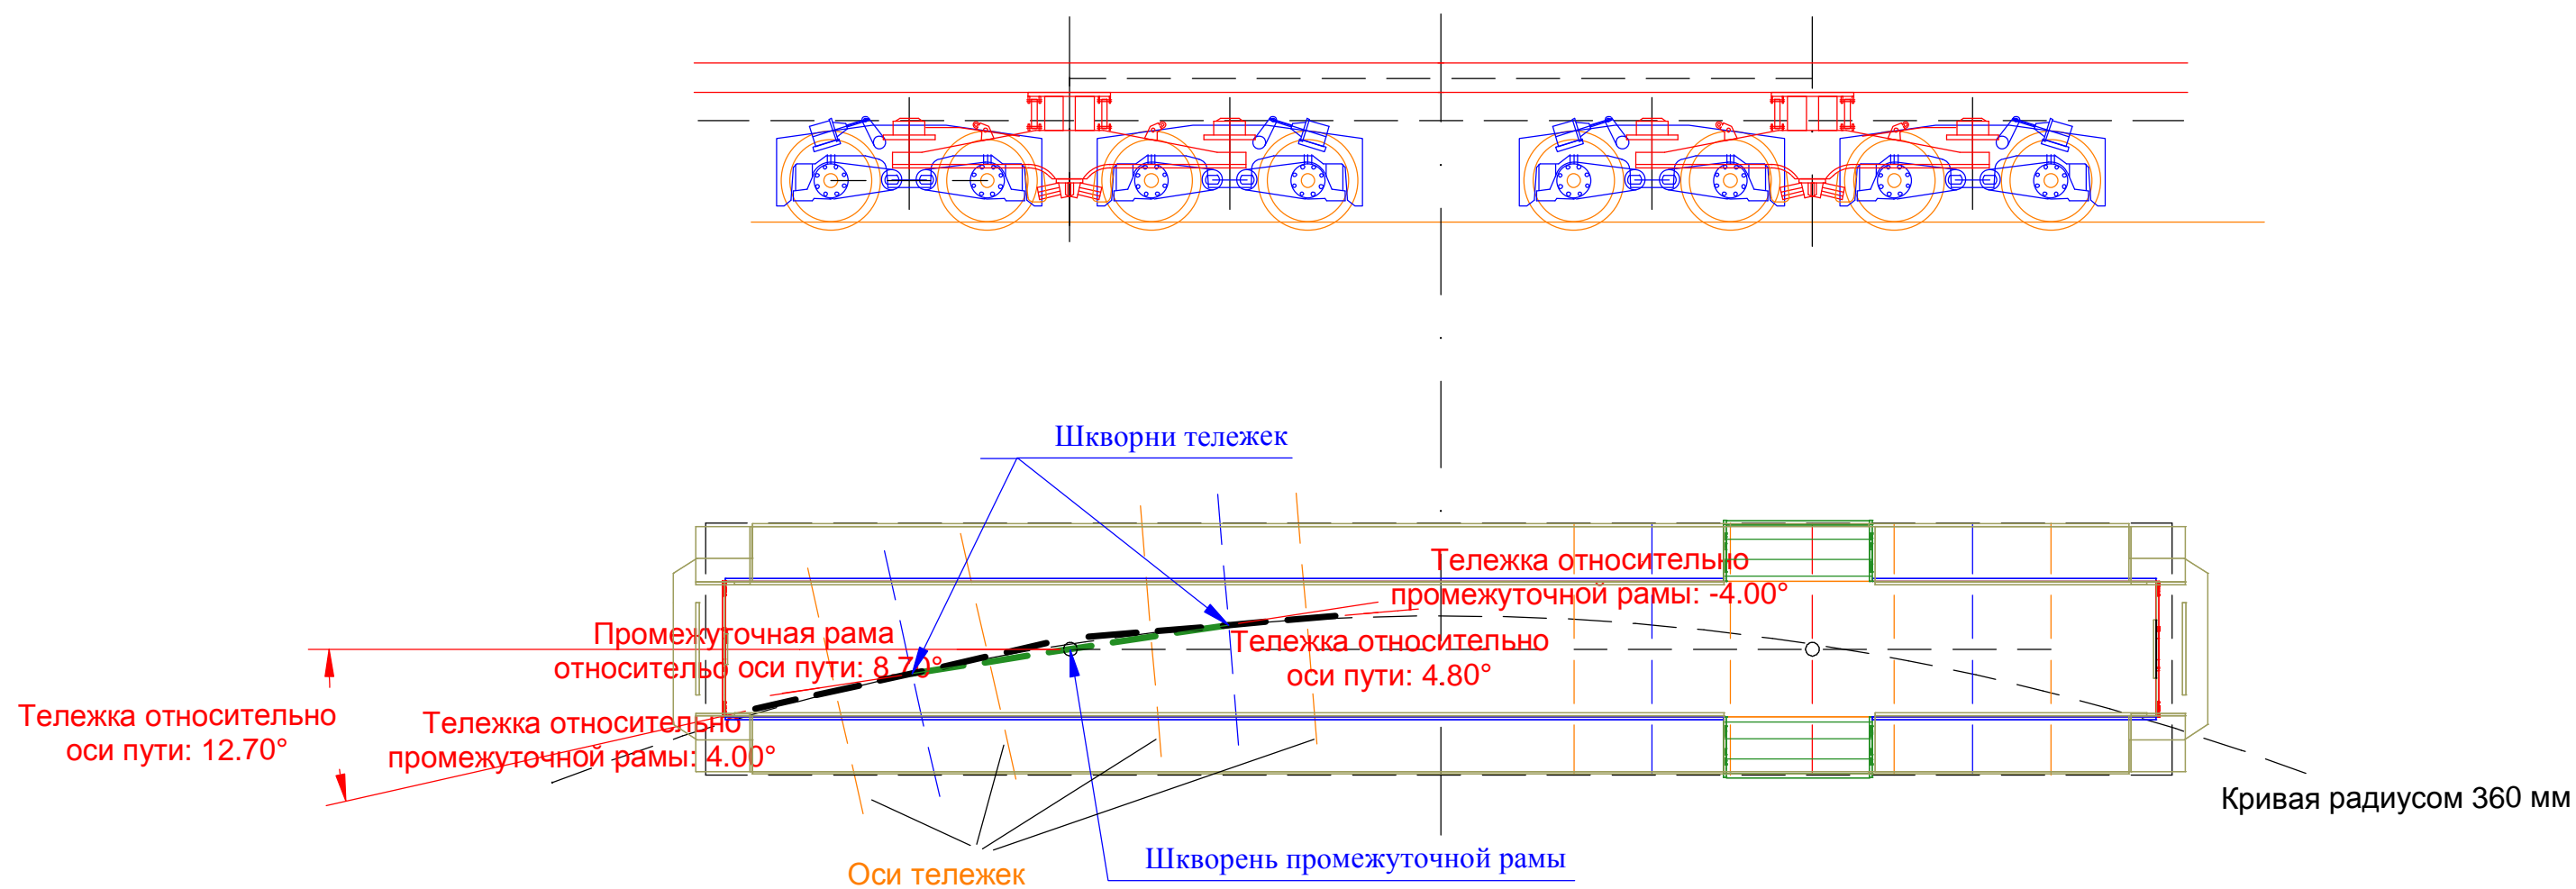 Шкворни тележек
Тележка относительно
промежуточной рамы: -4.00°
Промежуточная рама
относительно оси пути: 8.70°
Тележка относительно
оси пути: 4.80°
Тележка относительно
оси пути: 12.70°
Тележка относительно
промежуточной рамы: 4.00°
Кривая радиусом 360 мм
Шкворень промежуточной рамы
Оси тележек